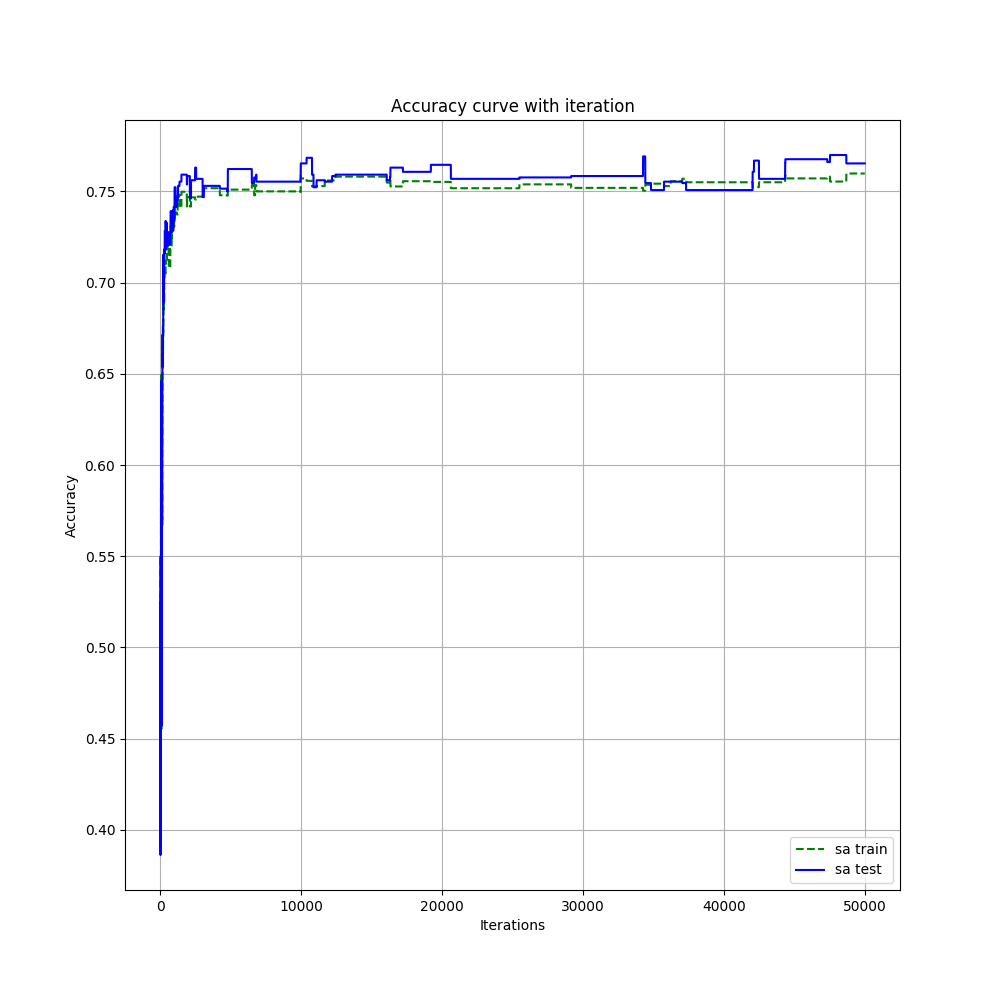 Accuracy curve with iteration
Accuracy
0.75
0.70
0.65
0.60
0.55
0.50
0.45
0.40
0 10000 20000 30000 40000 50000
Iterations
sa train
sa test